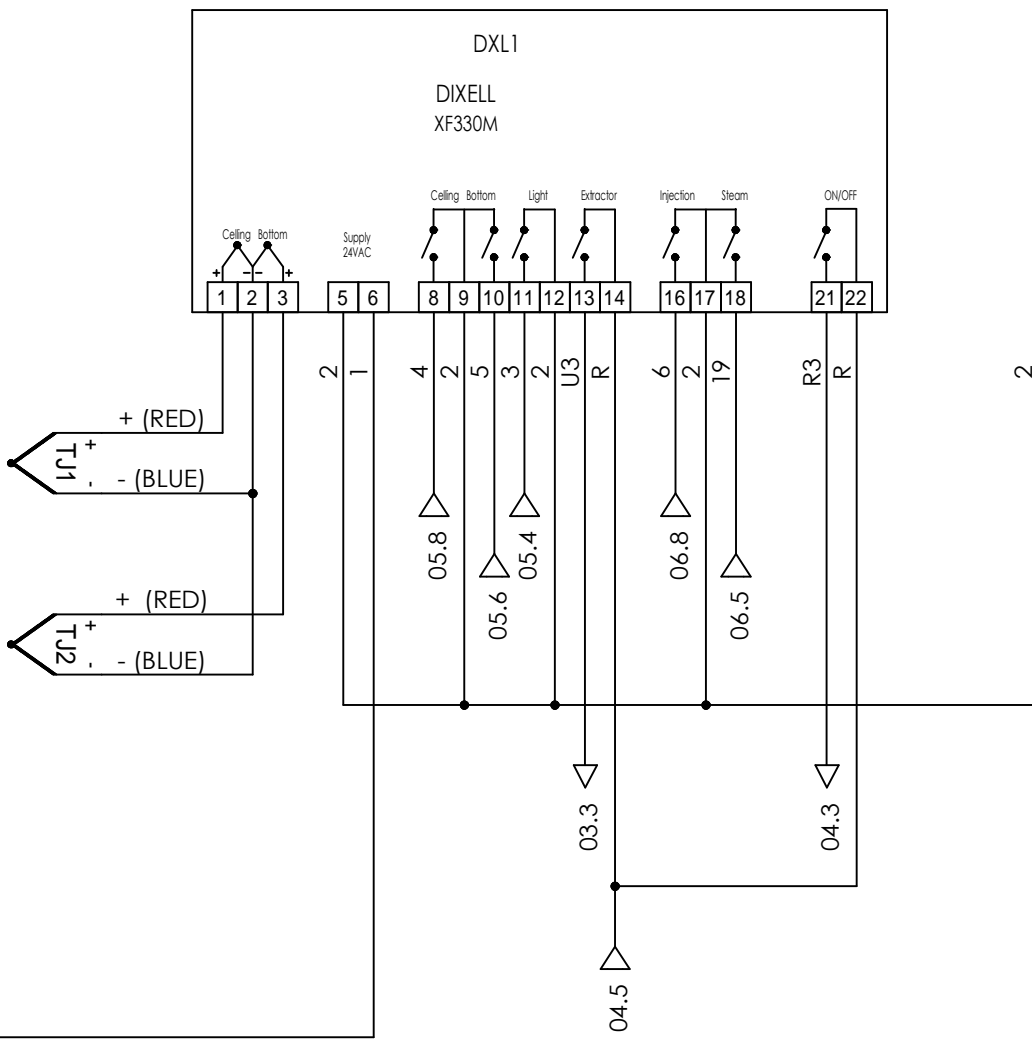 DXL1
DIXELL
XF330M
Celling Bottom Light Extractor Injection Steam ON/OFF
Celling Bottom
Supply
24VAC
+ - - +
1 2 3 5 6 8 9 10 11 12 13 14 16 17 18 21 22
2 1 4 2 5 3 2 U3 R 6 2 19 R3 R 2
+ (RED)
TJ1 + -
- (BLUE)
05.8 05.4 06.8
05.6 06.5
+ (RED)
TJ2 + -
- (BLUE)
03.3 04.3
04.5